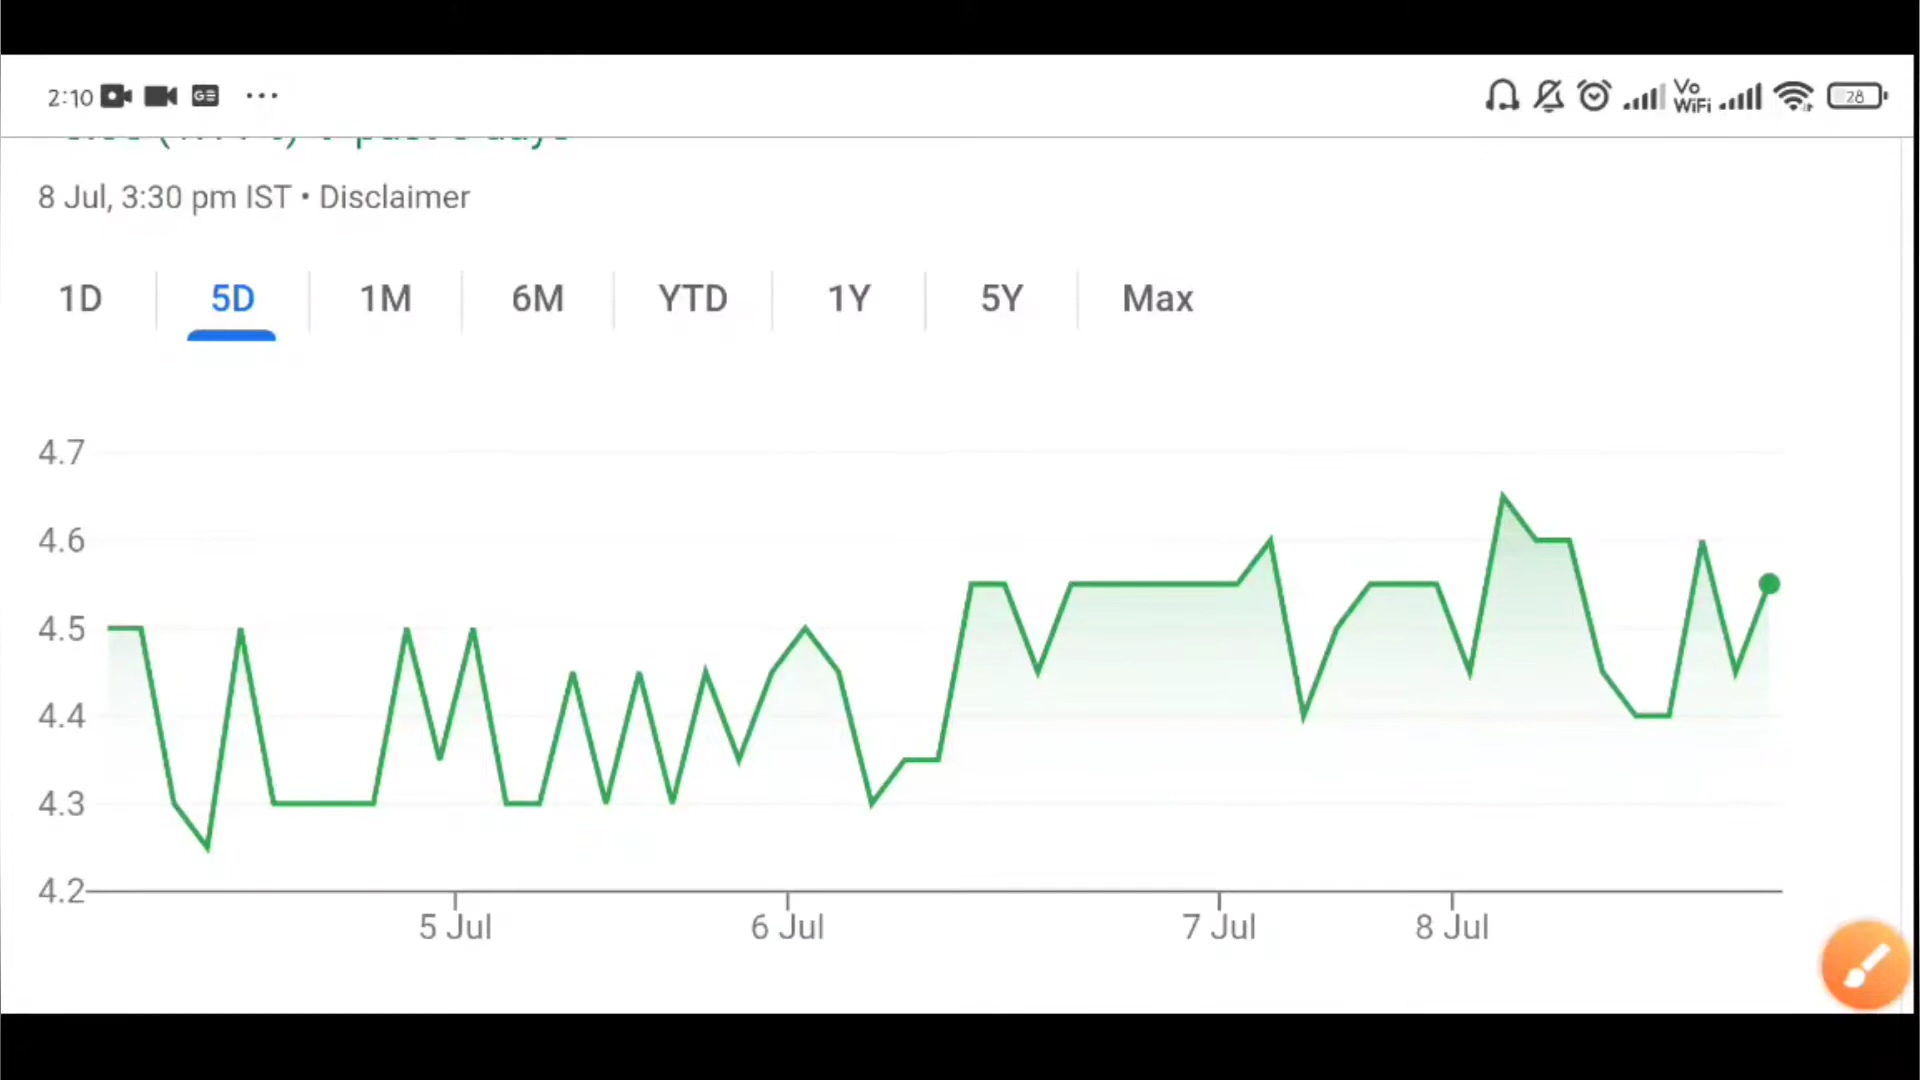 2:10 GE ... Vo WiFi 28
8 Jul, 3:30 pm IST • Disclaimer
1D 5D 1M 6M YTD 1Y 5Y Max
4.7
4.6
4.5
4.4
4.3
4.2
5 Jul 6 Jul 7 Jul 8 Jul